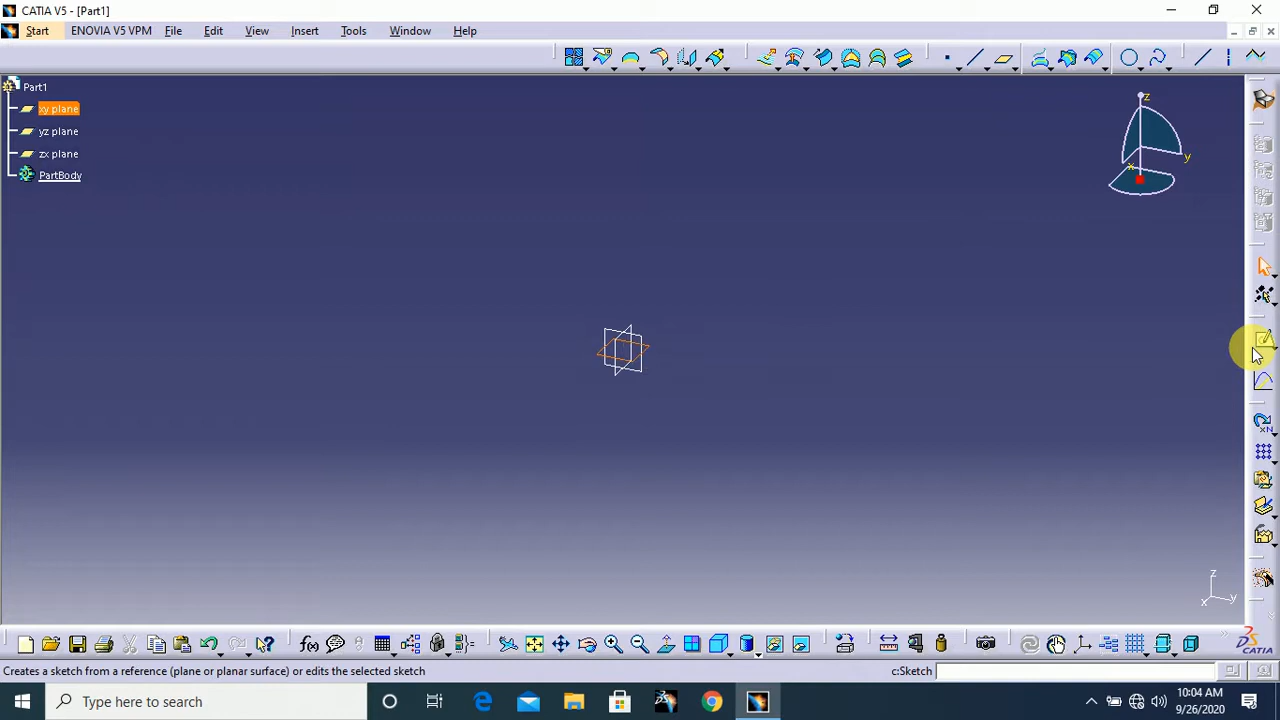 CATIA V5 - [Part1]
Start ENOVIA V5 VPM File Edit View Insert Tools Window Help
Part1
xy plane
yz plane
zx plane
PartBody
z
y
x
z
x y
f(x)
CATIA
Creates a sketch from a reference (plane or planar surface) or edits the selected sketch
c:Sketch
Type here to search
10:04 AM
9/26/2020